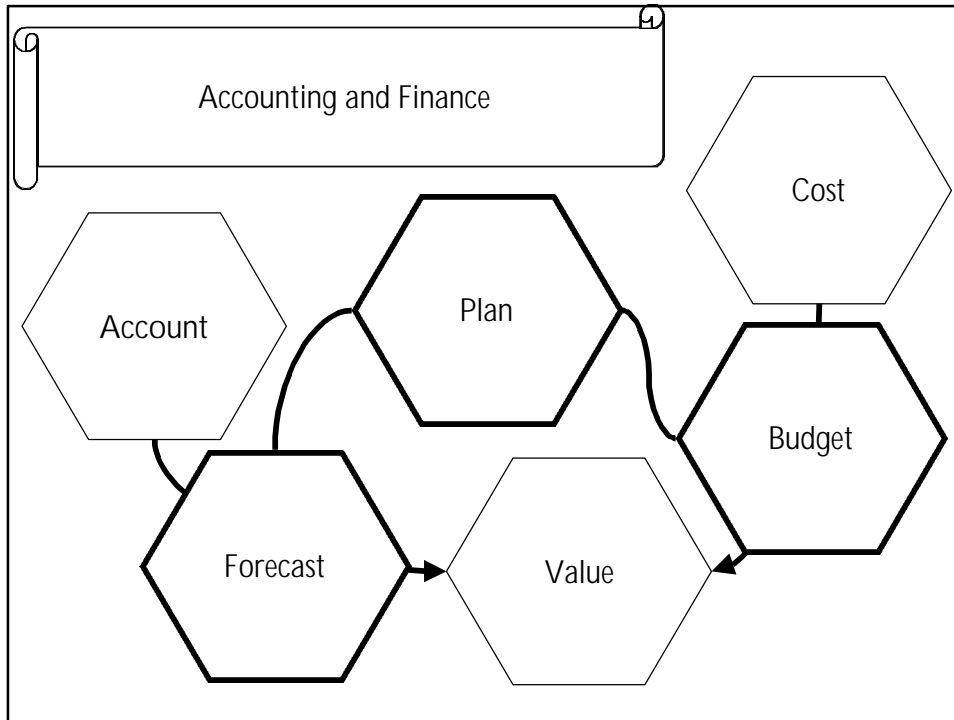 Accounting and Finance
Cost
Plan
Account
Budget
Forecast
Value